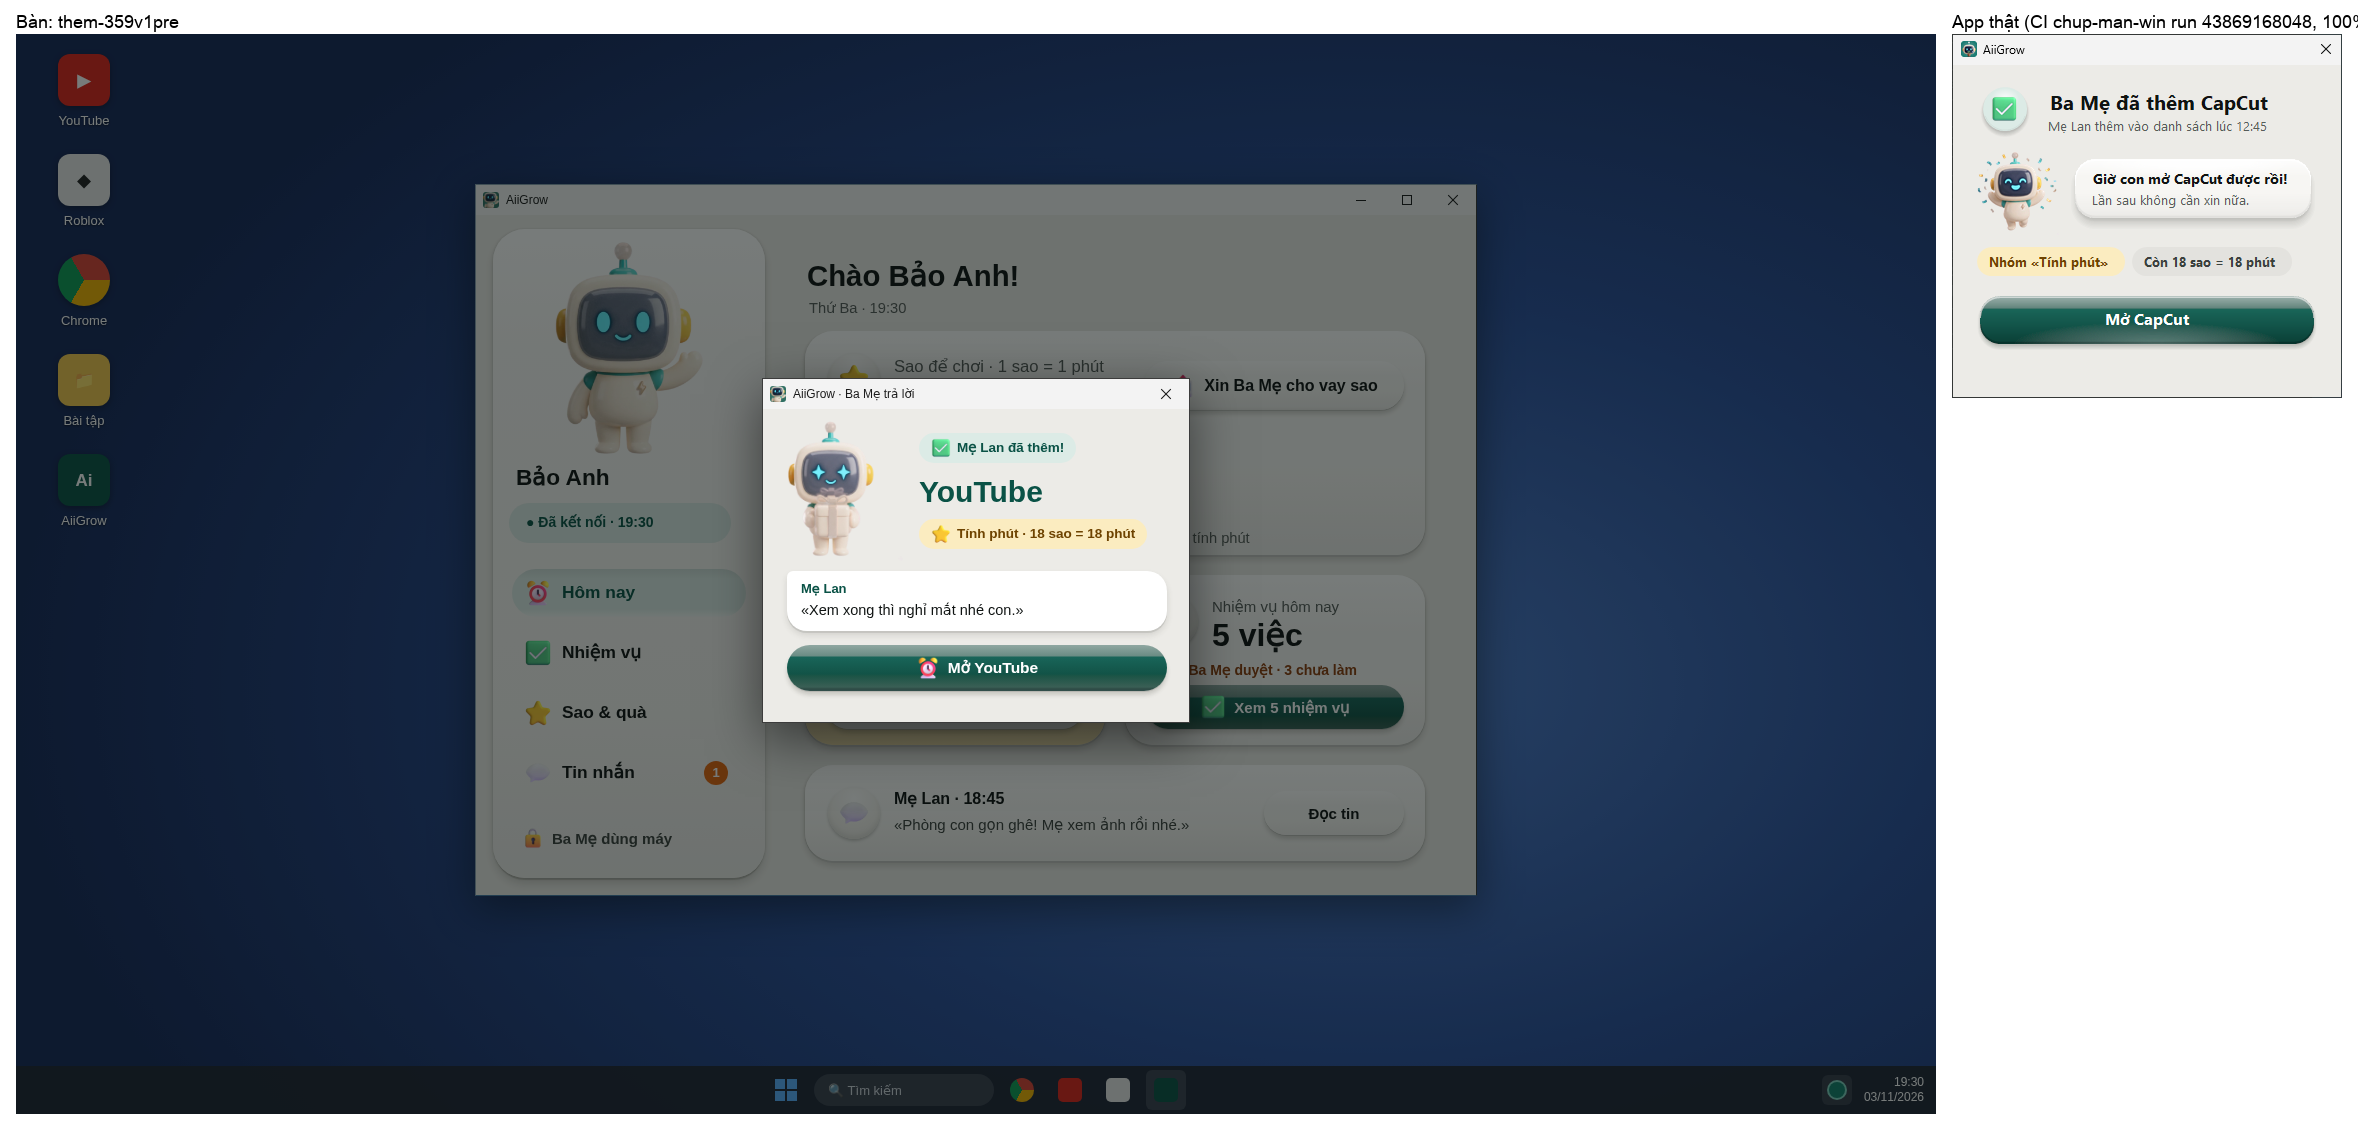 Bàn: them-359v1pre
App thật (CI chup-man-win run 43869168048, 100%
YouTube
Roblox
Chrome
Bài tập
Ai
AiiGrow
AiiGrow
Bảo Anh
● Đã kết nối · 19:30
Hôm nay
Nhiệm vụ
Sao & quà
Tin nhắn
1
Ba Mẹ dùng máy
Chào Bảo Anh!
Thứ Ba · 19:30
Sao để chơi · 1 sao = 1 phút
Xin Ba Mẹ cho vay sao
tính phút
Nhiệm vụ hôm nay
5 việc
Ba Mẹ duyệt · 3 chưa làm
Xem 5 nhiệm vụ
Mẹ Lan · 18:45
«Phòng con gọn ghê! Mẹ xem ảnh rồi nhé.»
Đọc tin
AiiGrow · Ba Mẹ trả lời
Mẹ Lan đã thêm!
YouTube
Tính phút · 18 sao = 18 phút
Mẹ Lan
«Xem xong thì nghỉ mắt nhé con.»
Mở YouTube
Tìm kiếm
19:30
03/11/2026
AiiGrow
Ba Mẹ đã thêm CapCut
Mẹ Lan thêm vào danh sách lúc 12:45
Giờ con mở CapCut được rồi!
Lần sau không cần xin nữa.
Nhóm «Tính phút»
Còn 18 sao = 18 phút
Mở CapCut